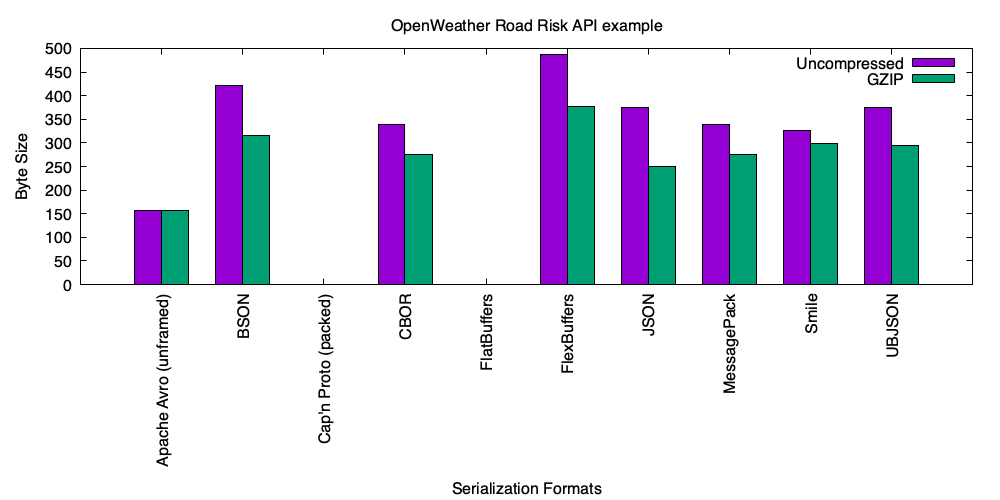 OpenWeather Road Risk API example
Uncompressed
GZIP
Byte Size
500
450
400
350
300
250
200
150
100
50
0
Apache Avro (unframed)
BSON
Cap'n Proto (packed)
CBOR
FlatBuffers
FlexBuffers
JSON
MessagePack
Smile
UBJSON
Serialization Formats